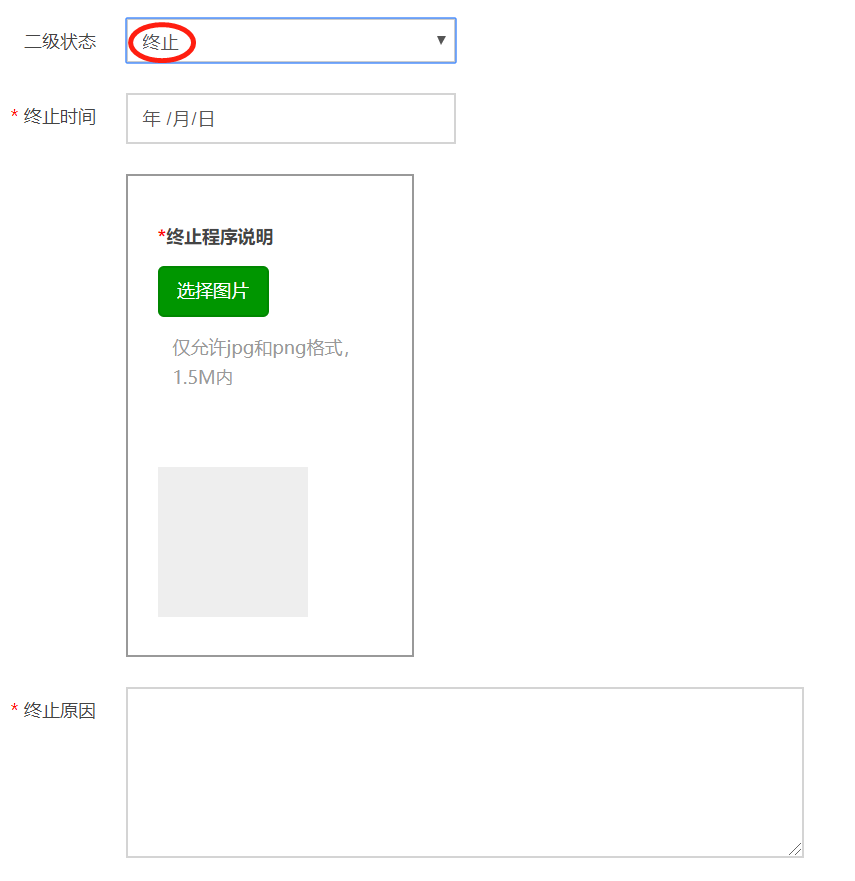 二级状态
终止
* 终止时间
年 /月/日
*终止程序说明
选择图片
仅允许jpg和png格式，
1.5M内
* 终止原因